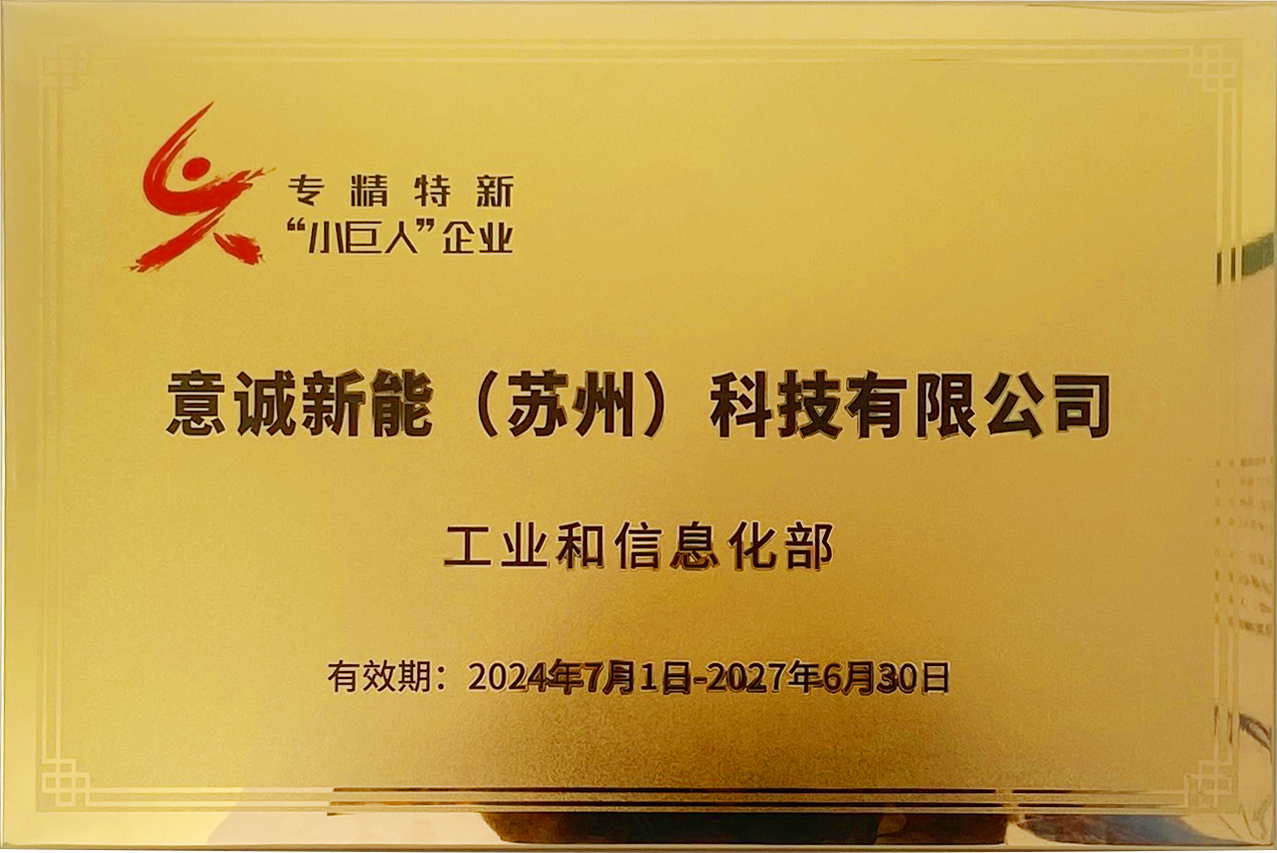 专精特新
“小巨人”企业
意诚新能（苏州）科技有限公司
工业和信息化部
有效期：2024年7月1日-2027年6月30日